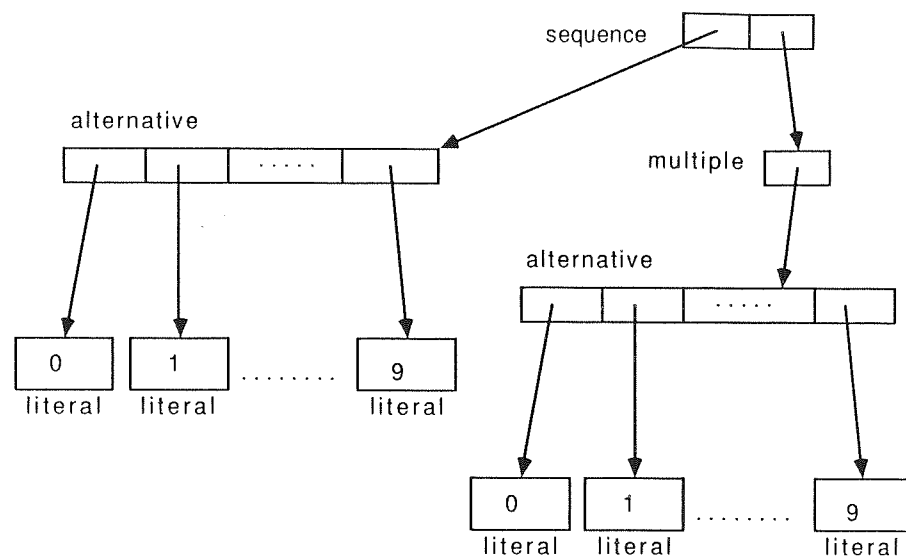 sequence
alternative
.....
multiple
alternative
.....
0 1 ........ 9
literal literal literal
0 1 ........ 9
literal literal literal